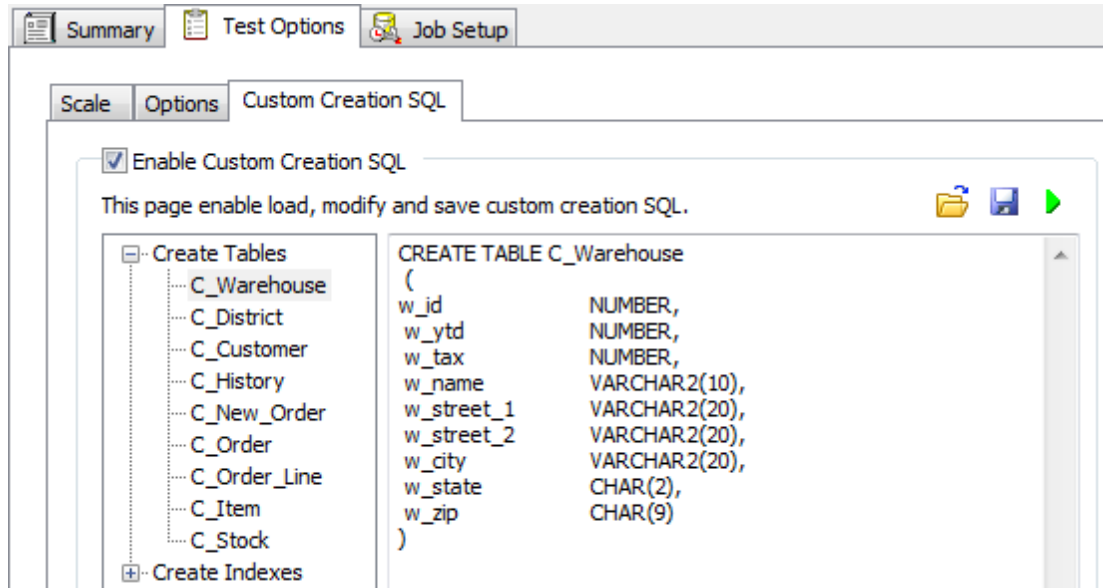 Summary Test Options Job Setup
Scale Options Custom Creation SQL
Enable Custom Creation SQL
This page enable load, modify and save custom creation SQL.
Create Tables
C_Warehouse
C_District
C_Customer
C_History
C_New_Order
C_Order
C_Order_Line
C_Item
C_Stock
Create Indexes
CREATE TABLE C_Warehouse
(
w_id NUMBER,
w_ytd NUMBER,
w_tax NUMBER,
w_name VARCHAR2(10),
w_street_1 VARCHAR2(20),
w_street_2 VARCHAR2(20),
w_city VARCHAR2(20),
w_state CHAR(2),
w_zip CHAR(9)
)